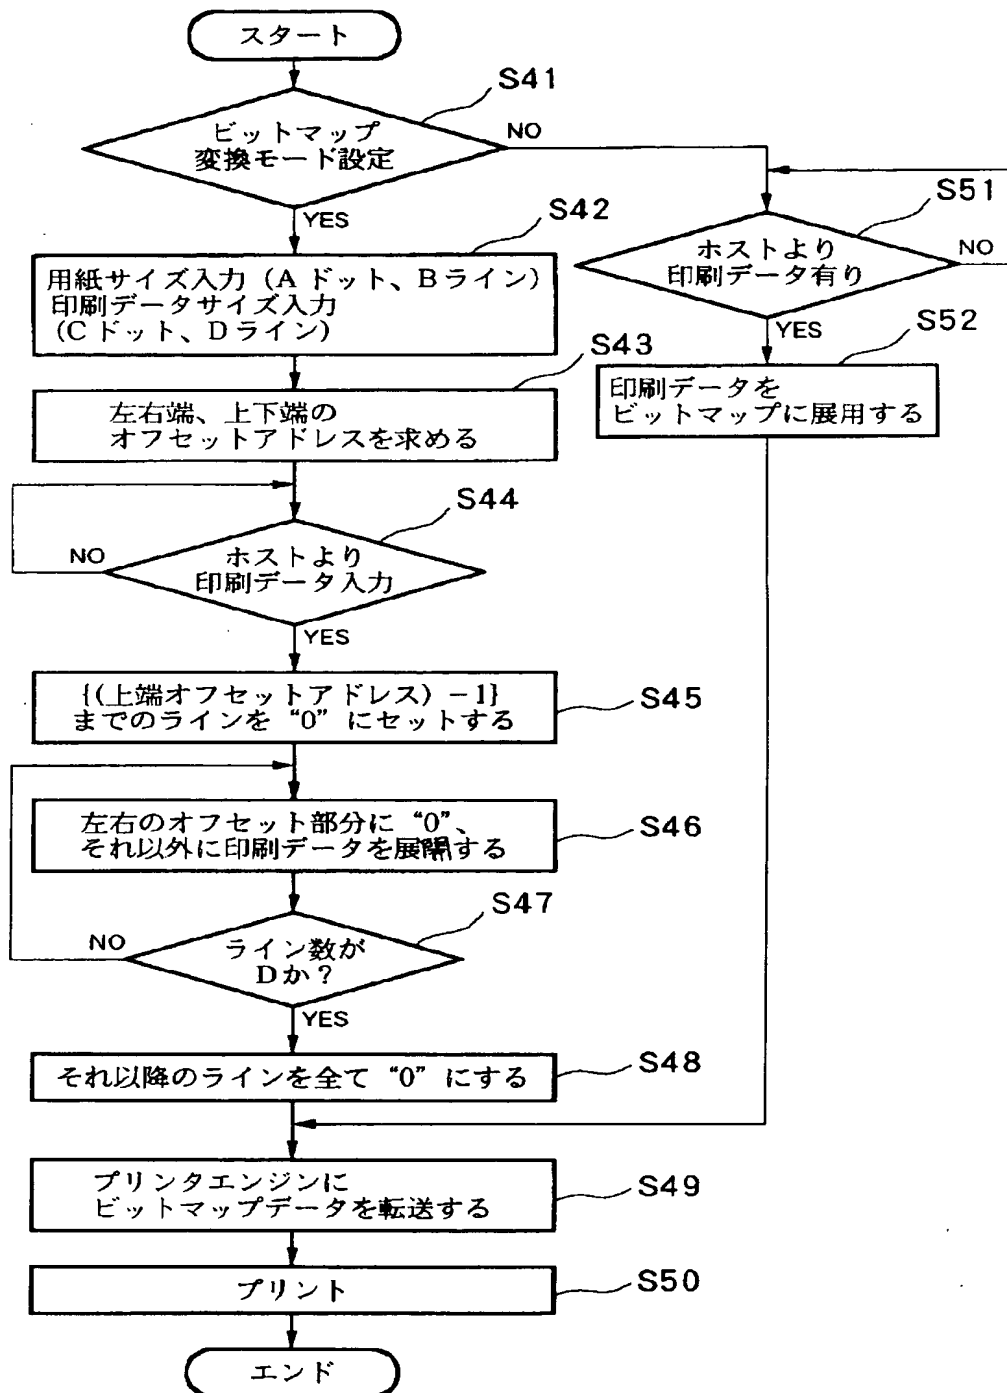 スタート
S41
ビットマップ
変換モード設定
NO
YES
S42
用紙サイズ入力（Aドット、Bライン）
印刷データサイズ入力
（Cドット、Dライン）
S43
左右端、上下端の
オフセットアドレスを求める
S44
ホストより
印刷データ入力
NO
YES
{(上端オフセットアドレス）－1}
までのラインを“0”にセットする
S45
左右のオフセット部分に“0”、
それ以外に印刷データを展開する
S46
S47
ライン数が
Dか？
NO
YES
それ以降のラインを全て“0”にする
S48
プリンタエンジンに
ビットマップデータを転送する
S49
プリント
S50
エンド
S51
ホストより
印刷データ有り
NO
YES
S52
印刷データを
ビットマップに展用する